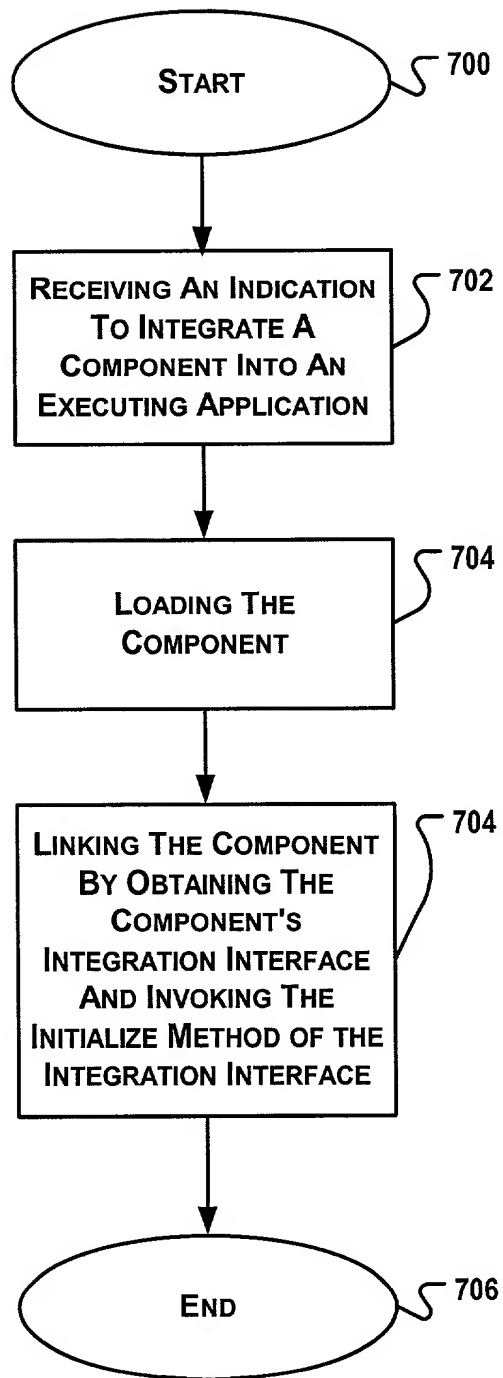 START
700
RECEIVING AN INDICATION
TO INTEGRATE A
COMPONENT INTO AN
EXECUTING APPLICATION
702
LOADING THE
COMPONENT
704
LINKING THE COMPONENT
BY OBTAINING THE
COMPONENT'S
INTEGRATION INTERFACE
AND INVOKING THE
INITIALIZE METHOD OF THE
INTEGRATION INTERFACE
704
END
706